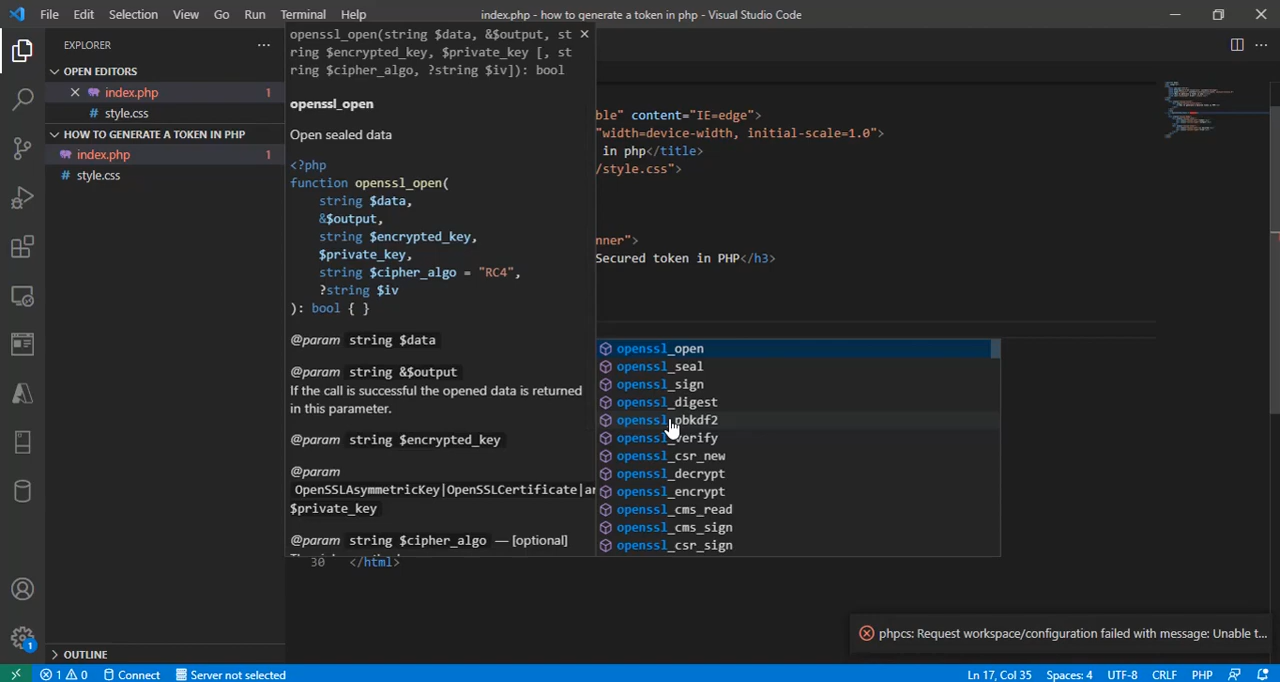 File Edit Selection View Go Run Terminal Help
index.php - how to generate a token in php - Visual Studio Code
EXPLORER
OPEN EDITORS
index.php 1
style.css
HOW TO GENERATE A TOKEN IN PHP
index.php 1
style.css
OUTLINE
openssl_open(string $data, &$output, st
ring $encrypted_key, $private_key [, st
ring $cipher_algo, ?string $iv]): bool
openssl_open
Open sealed data
<?php
function openssl_open(
string $data,
&$output,
string $encrypted_key,
$private_key,
string $cipher_algo = "RC4",
?string $iv
): bool { }
@param string $data
@param string &$output
If the call is successful the opened data is returned
in this parameter.
@param string $encrypted_key
@param
OpenSSLAsymmetricKey|OpenSSLCertificate|ar
$private_key
@param string $cipher_algo — [optional]
ble" content="IE=edge">
"width=device-width, initial-scale=1.0">
in php</title>
/style.css">
nner">
Secured token in PHP</h3>
openssl_open
openssl_seal
openssl_sign
openssl_digest
openssl_pbkdf2
openssl_verify
openssl_csr_new
openssl_decrypt
openssl_encrypt
openssl_cms_read
openssl_cms_sign
openssl_csr_sign
30 </html>
phpcs: Request workspace/configuration failed with message: Unable t...
1
1 0 Connect Server not selected Ln 17, Col 35 Spaces: 4 UTF-8 CRLF PHP